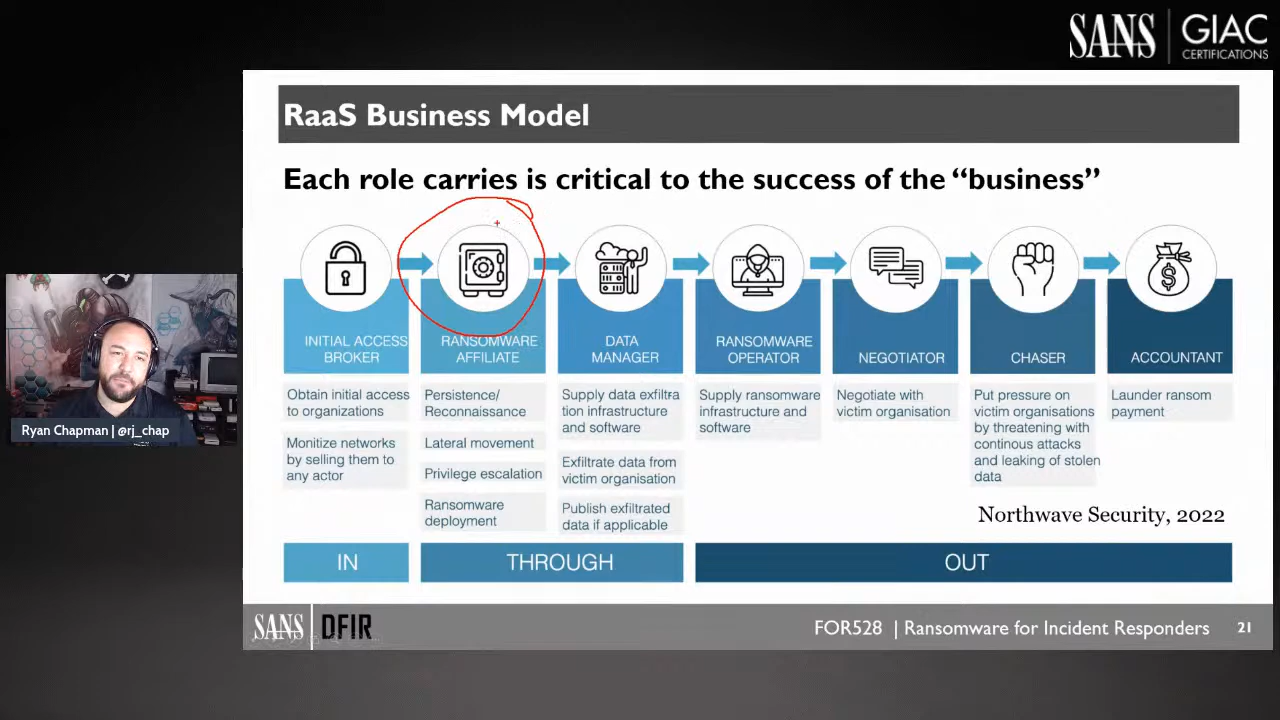 SANS GIAC
CERTIFICATIONS
RaaS Business Model
Each role carries is critical to the success of the “business”
INITIAL ACCESS
BROKER
Obtain initial access
to organizations
Monitize networks
by selling them to
any actor
RANSOMWARE
AFFILIATE
Persistence/
Reconnaissance
Lateral movement
Privilege escalation
Ransomware
deployment
DATA
MANAGER
Supply data exfiltra
tion infrastructure
and software
Exfiltrate data from
victim organisation
Publish exfiltrated
data if applicable
RANSOMWARE
OPERATOR
Supply ransomware
infrastructure and
software
NEGOTIATOR
Negotiate with
victim organisation
CHASER
Put pressure on
victim organisations
by threatening with
continous attacks
and leaking of stolen
data
ACCOUNTANT
Launder ransom
payment
Northwave Security, 2022
IN
THROUGH
OUT
Ryan Chapman | @rj_chap
SANS DFIR
FOR528 | Ransomware for Incident Responders 21